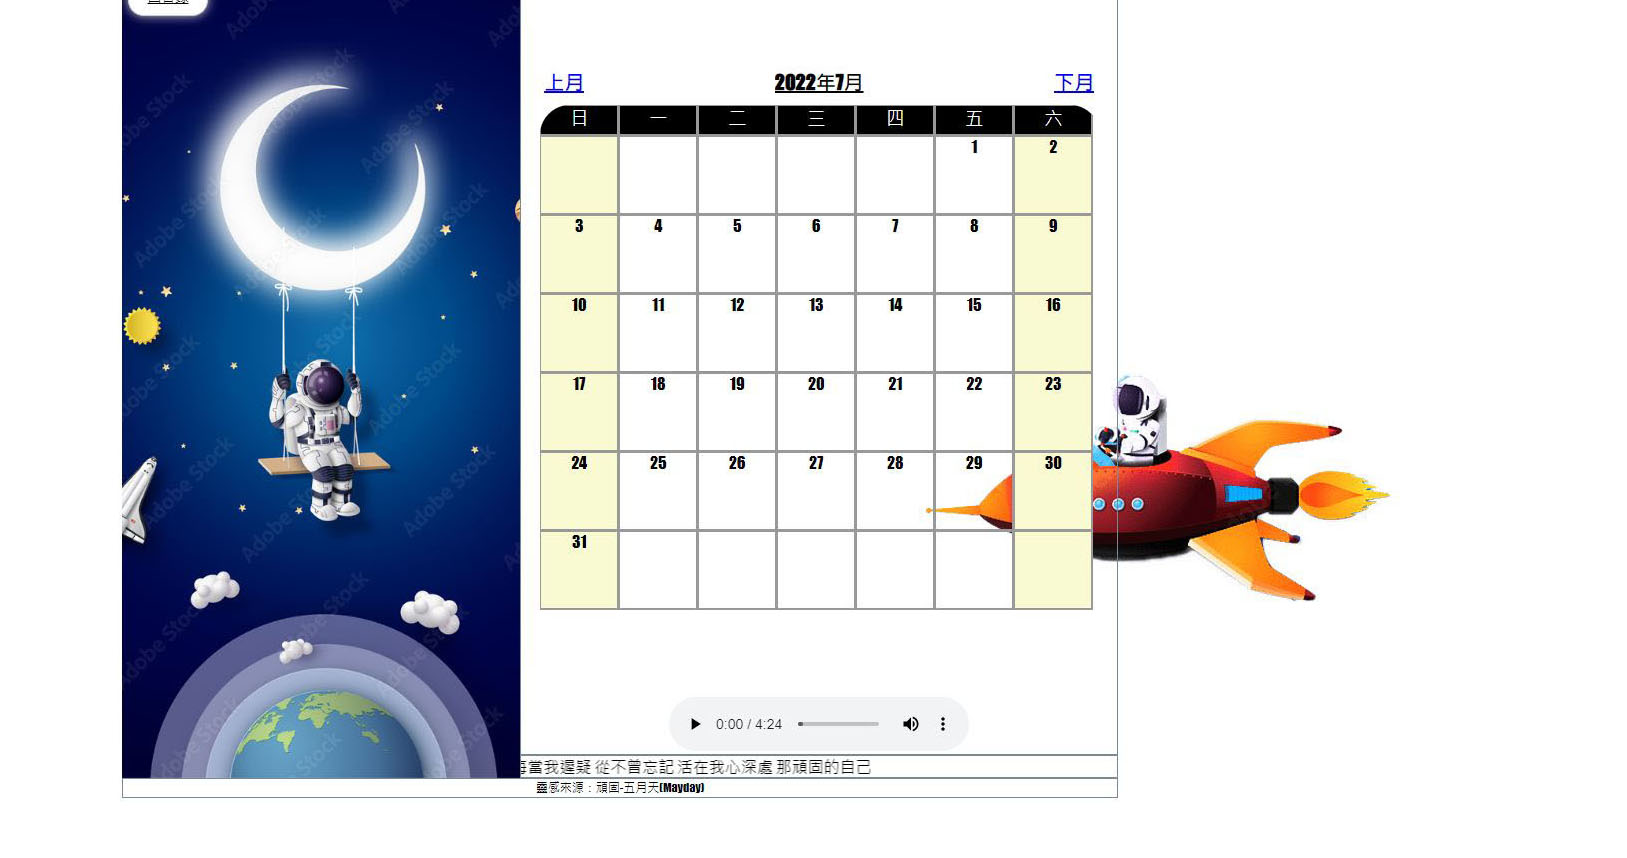 上月 2022年7月 下月
日 一 二 三 四 五 六
1 2
3 4 5 6 7 8 9
10 11 12 13 14 15 16
17 18 19 20 21 22 23
24 25 26 27 28 29 30
31
0:00 / 4:24
當我遲疑 從不曾忘記 活在我心深處 那頑固的自己
靈感來源：頑固-五月天(Mayday)
Adobe Stock